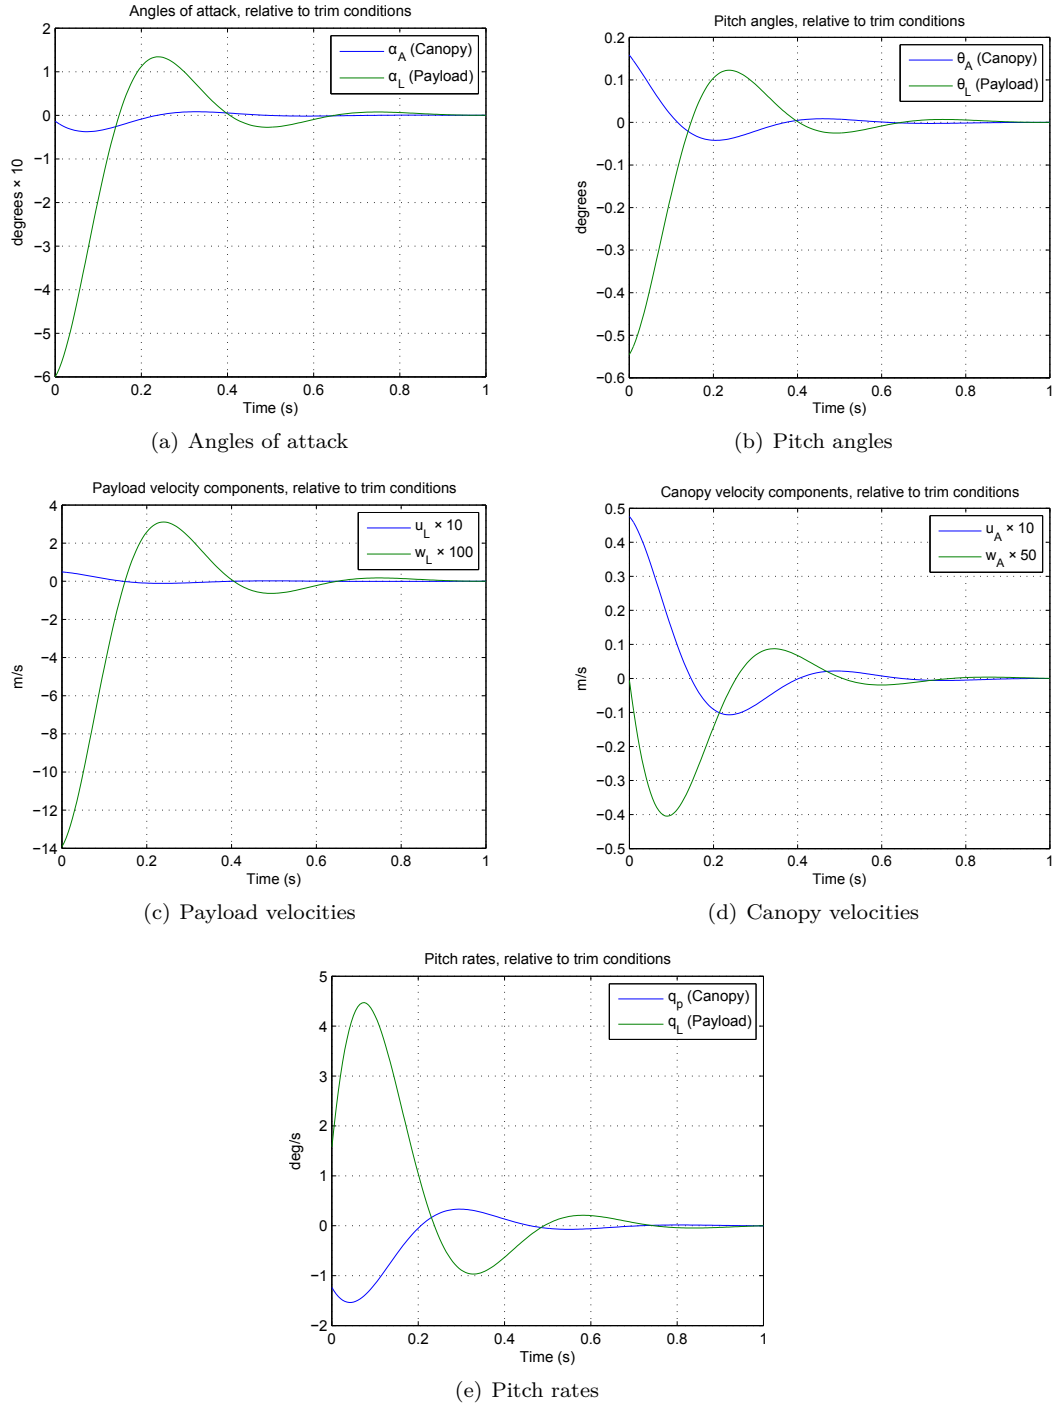 Angles of attack, relative to trim conditions
2
1
0
−1
−2
−3
−4
−5
−6
degrees × 10
α_A (Canopy)
α_L (Payload)
0 0.2 0.4 0.6 0.8 1
Time (s)
(a) Angles of attack
Pitch angles, relative to trim conditions
0.2
0.1
0
−0.1
−0.2
−0.3
−0.4
−0.5
−0.6
degrees
θ_A (Canopy)
θ_L (Payload)
0 0.2 0.4 0.6 0.8 1
Time (s)
(b) Pitch angles
Payload velocity components, relative to trim conditions
4
2
0
−2
−4
−6
−8
−10
−12
−14
m/s
u_L × 10
w_L × 100
0 0.2 0.4 0.6 0.8 1
Time (s)
(c) Payload velocities
Canopy velocity components, relative to trim conditions
0.5
0.4
0.3
0.2
0.1
0
−0.1
−0.2
−0.3
−0.4
−0.5
m/s
u_A × 10
w_A × 50
0 0.2 0.4 0.6 0.8 1
Time (s)
(d) Canopy velocities
Pitch rates, relative to trim conditions
5
4
3
2
1
0
−1
−2
deg/s
q_p (Canopy)
q_L (Payload)
0 0.2 0.4 0.6 0.8 1
Time (s)
(e) Pitch rates